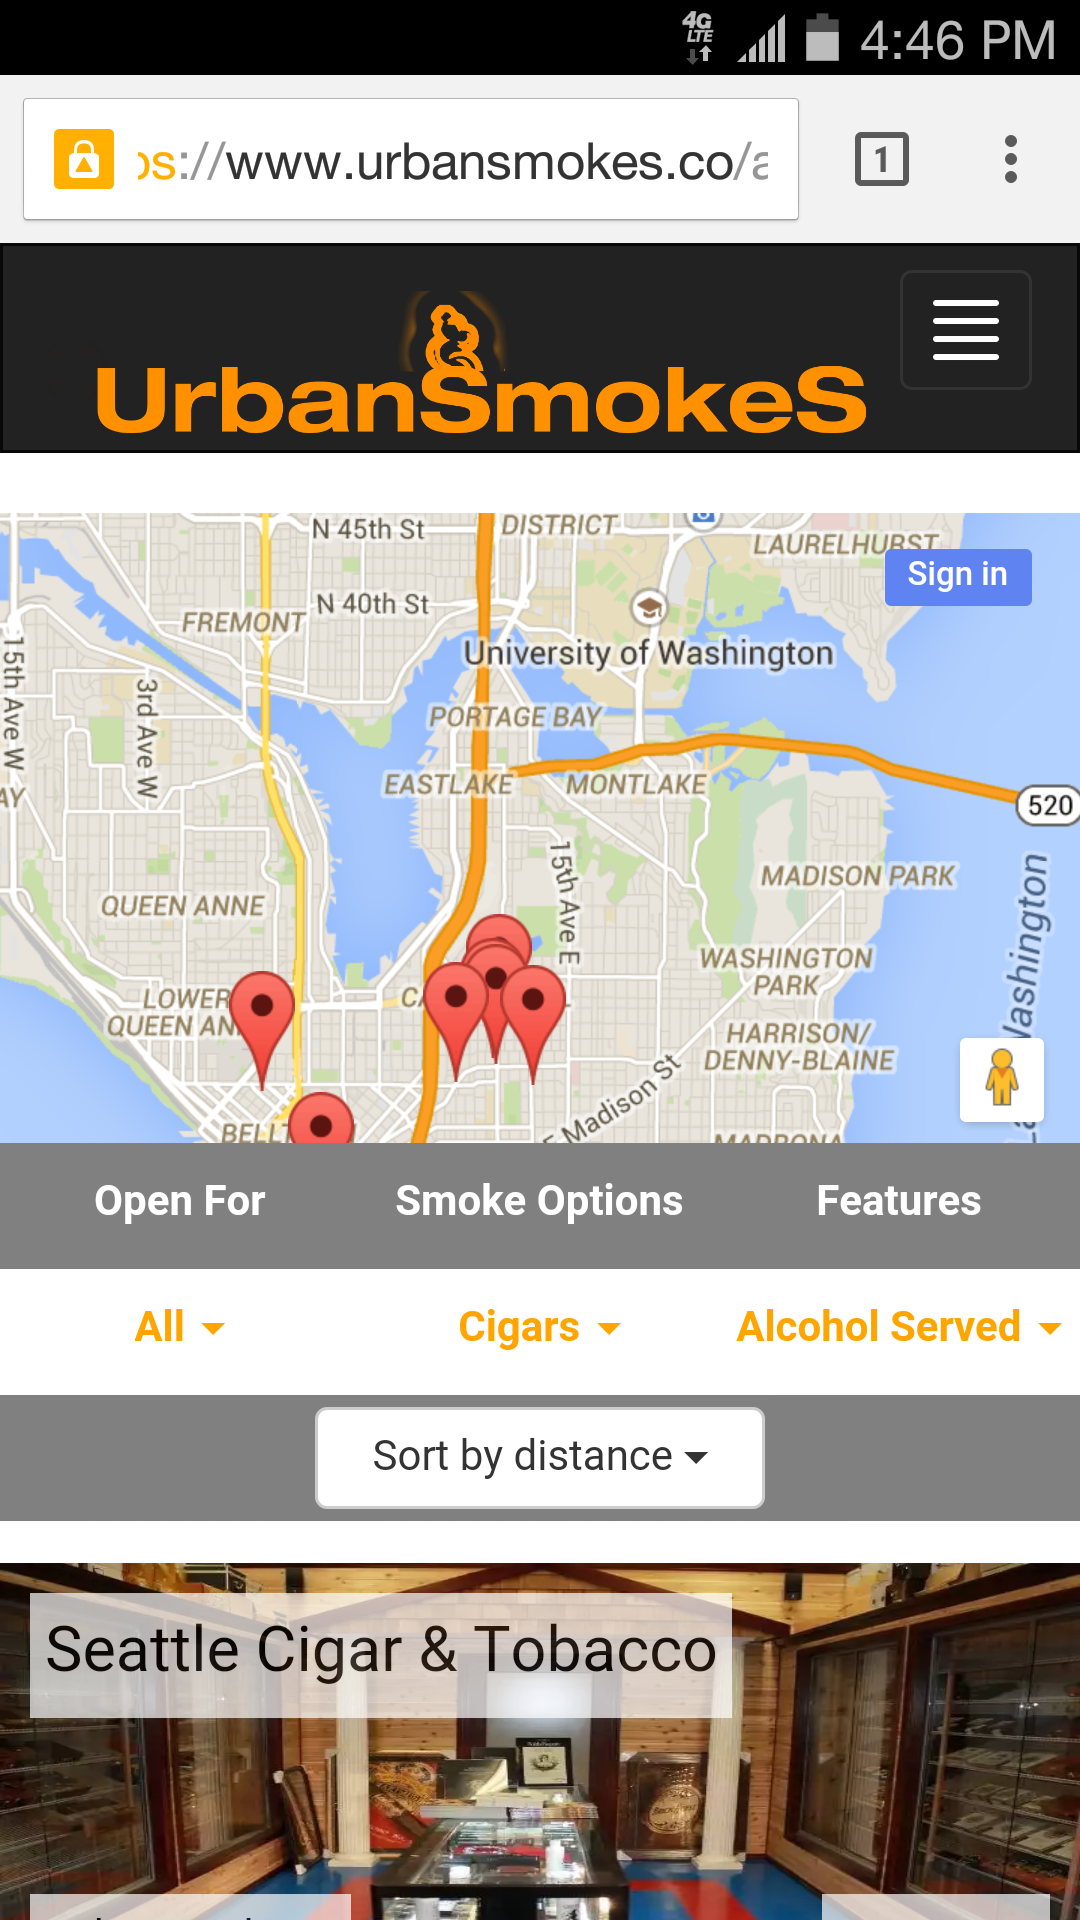 4G LTE 4:46 PM
ps://www.urbansmokes.co/a
1
UrbanSmokeS
N 45th St
DISTRICT
LAURELHURST
Sign in
FREMONT
N 40th St
15th Ave W
University of Washington
3rd Ave W
PORTAGE BAY
EASTLAKE
MONTLAKE
AY
520
15th Ave E
MADISON PARK
QUEEN ANNE
WASHINGTON
PARK
Washington
LOWER
QUEEN AN
CA
HARRISON/
DENNY-BLAINE
E Madison St
BELLT
MADRONA
Open For Smoke Options Features
All Cigars Alcohol Served
Sort by distance
Seattle Cigar & Tobacco